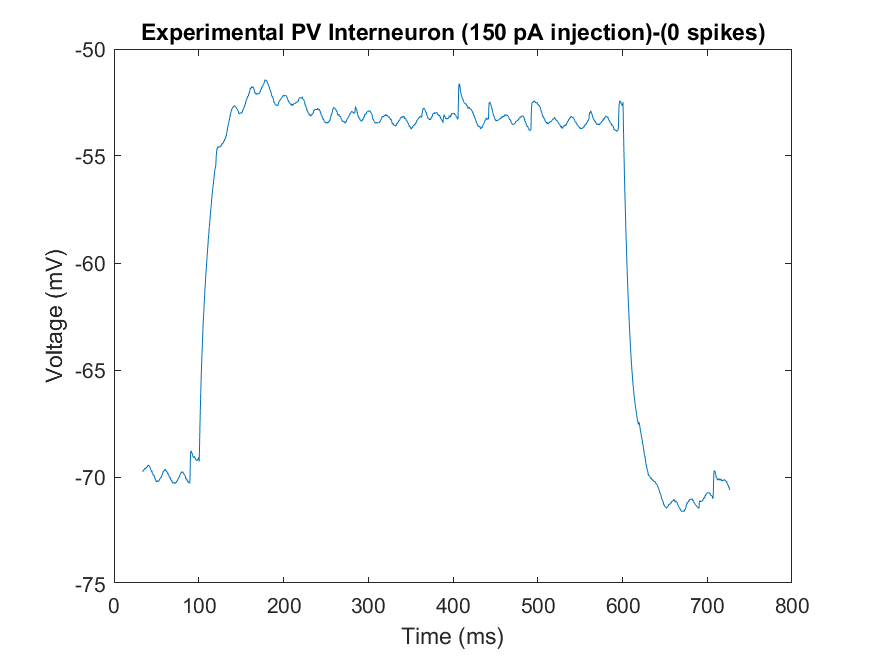 Experimental PV Interneuron (150 pA injection)-(0 spikes)
-50
-55
-60
-65
-70
-75
Voltage (mV)
0 100 200 300 400 500 600 700 800
Time (ms)